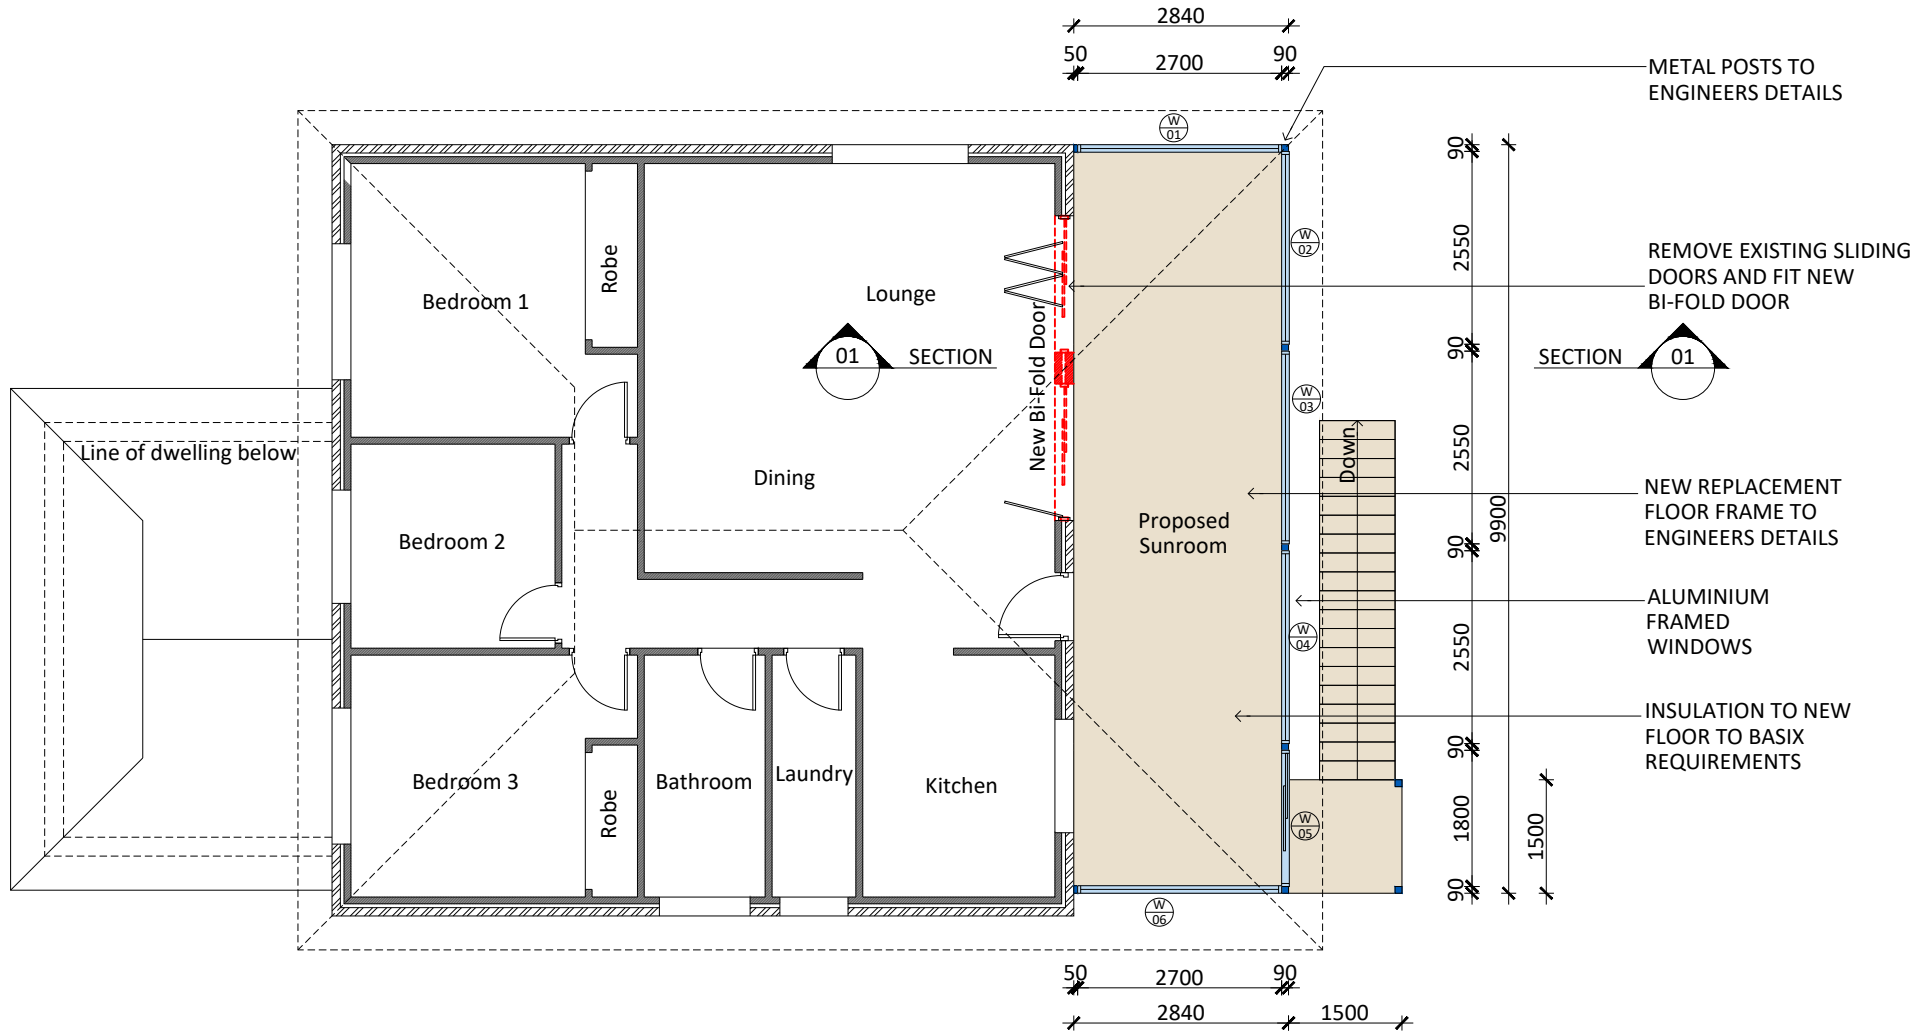 2840
50
2700
90
METAL POSTS TO
ENGINEERS DETAILS
W
01
90
Robe
Bedroom 1
Lounge
W
02
2550
REMOVE EXISTING SLIDING
DOORS AND FIT NEW
BI-FOLD DOOR
New Bi-Fold Door
01
SECTION
90
SECTION
01
W
03
Line of dwelling below
Down
2550
Dining
NEW REPLACEMENT
FLOOR FRAME TO
ENGINEERS DETAILS
9900
Proposed
Sunroom
Bedroom 2
90
ALUMINIUM
FRAMED
WINDOWS
W
04
2550
INSULATION TO NEW
FLOOR TO BASIX
REQUIREMENTS
90
Bedroom 3
Robe
Bathroom
Laundry
Kitchen
W
05
1800
1500
90
W
06
50
2700
90
2840
1500